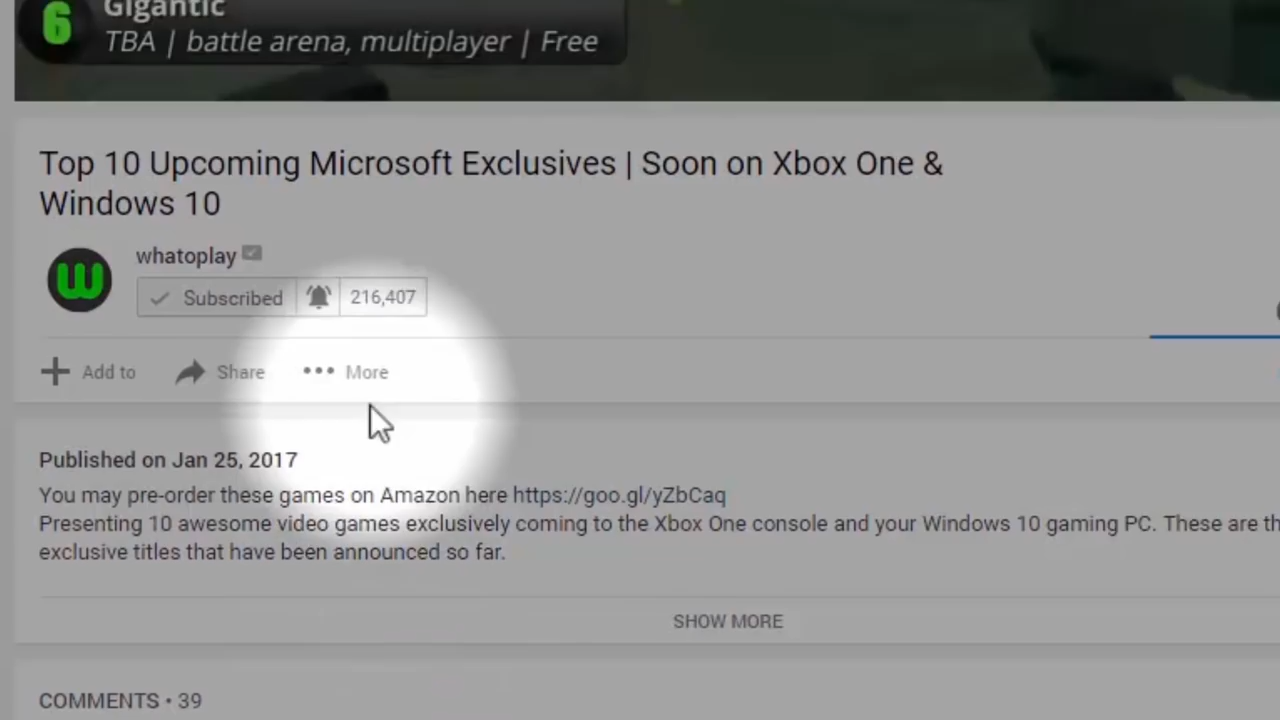 6
Gigantic
TBA | battle arena, multiplayer | Free
Top 10 Upcoming Microsoft Exclusives | Soon on Xbox One &
Windows 10
W
whatoplay
Subscribed 216,407
Add to Share More
Published on Jan 25, 2017
You may pre-order these games on Amazon here https://goo.gl/yZbCaq
Presenting 10 awesome video games exclusively coming to the Xbox One console and your Windows 10 gaming PC. These are th
exclusive titles that have been announced so far.
SHOW MORE
COMMENTS • 39